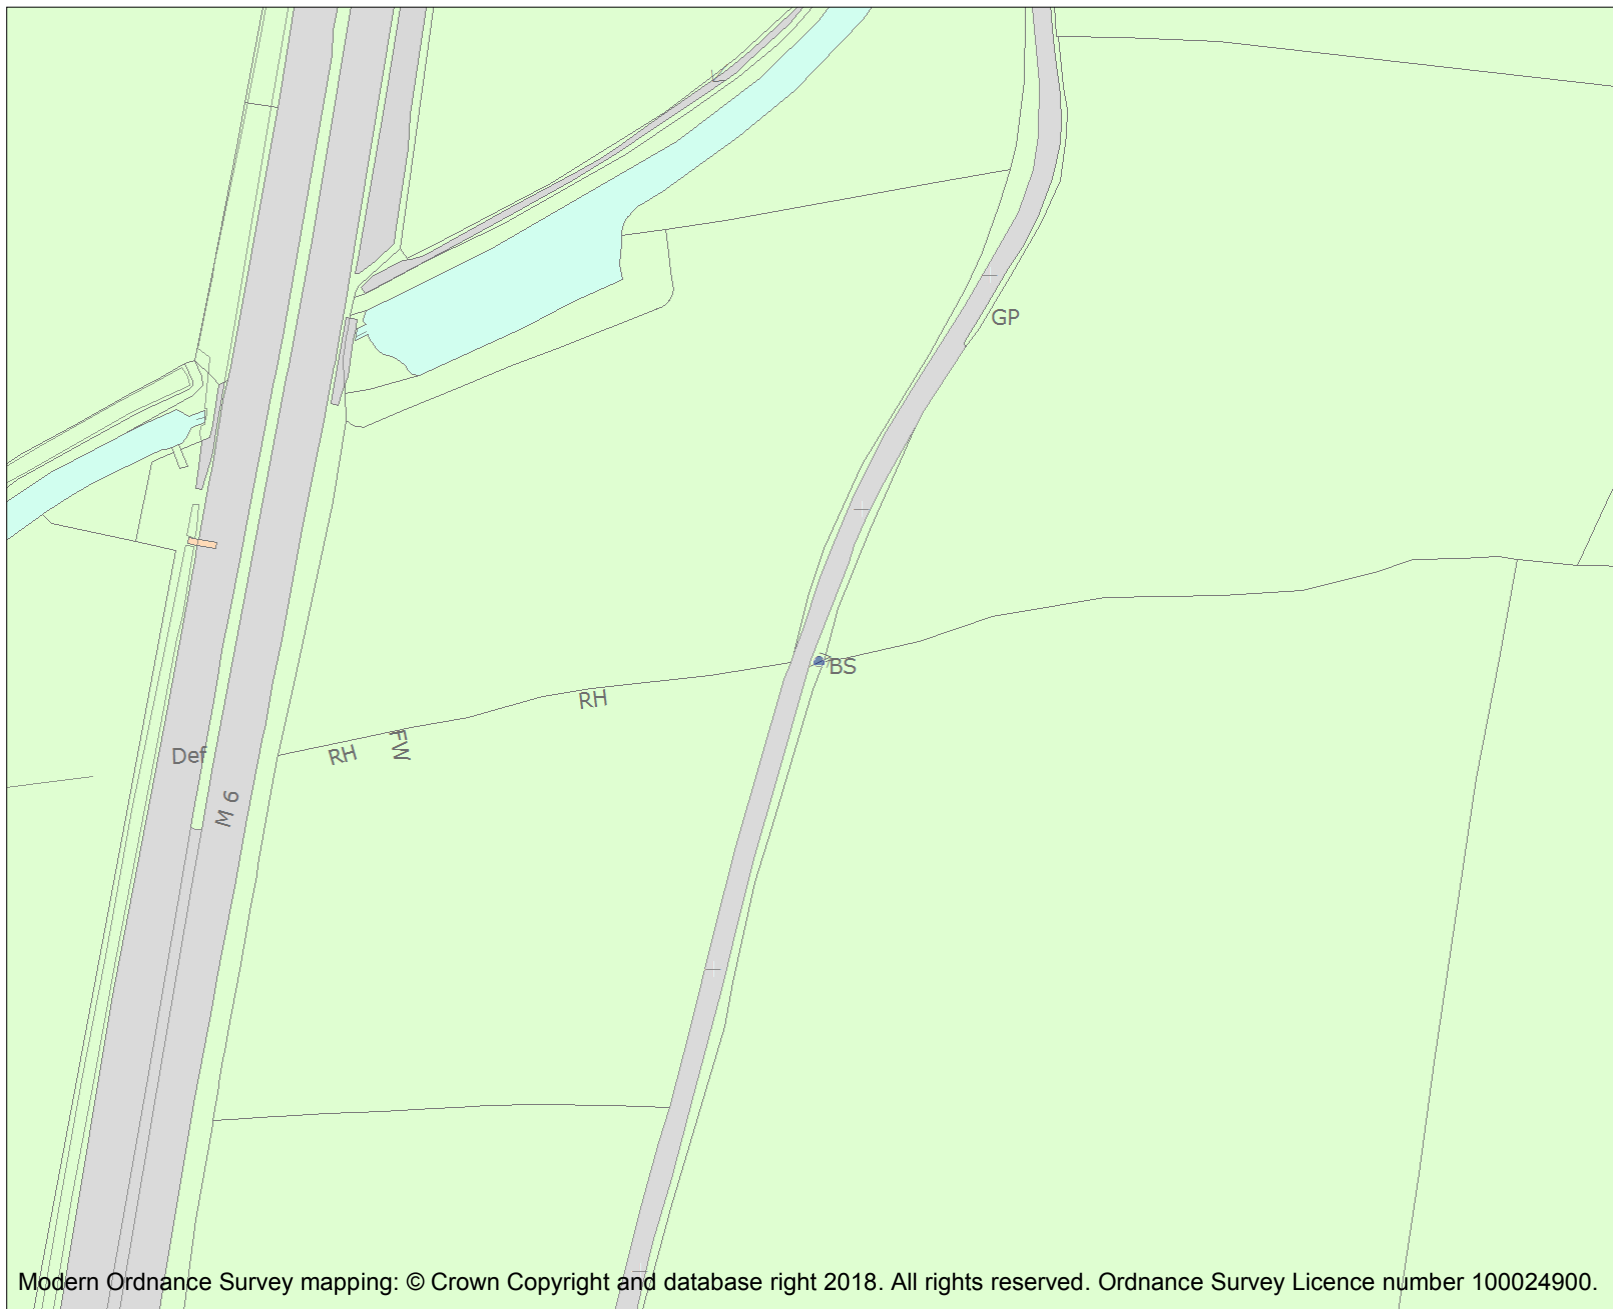 GP
BS
RH
FW
RH
Def
M 6
Modern Ordnance Survey mapping: © Crown Copyright and database right 2018. All rights reserved. Ordnance Survey Licence number 100024900.